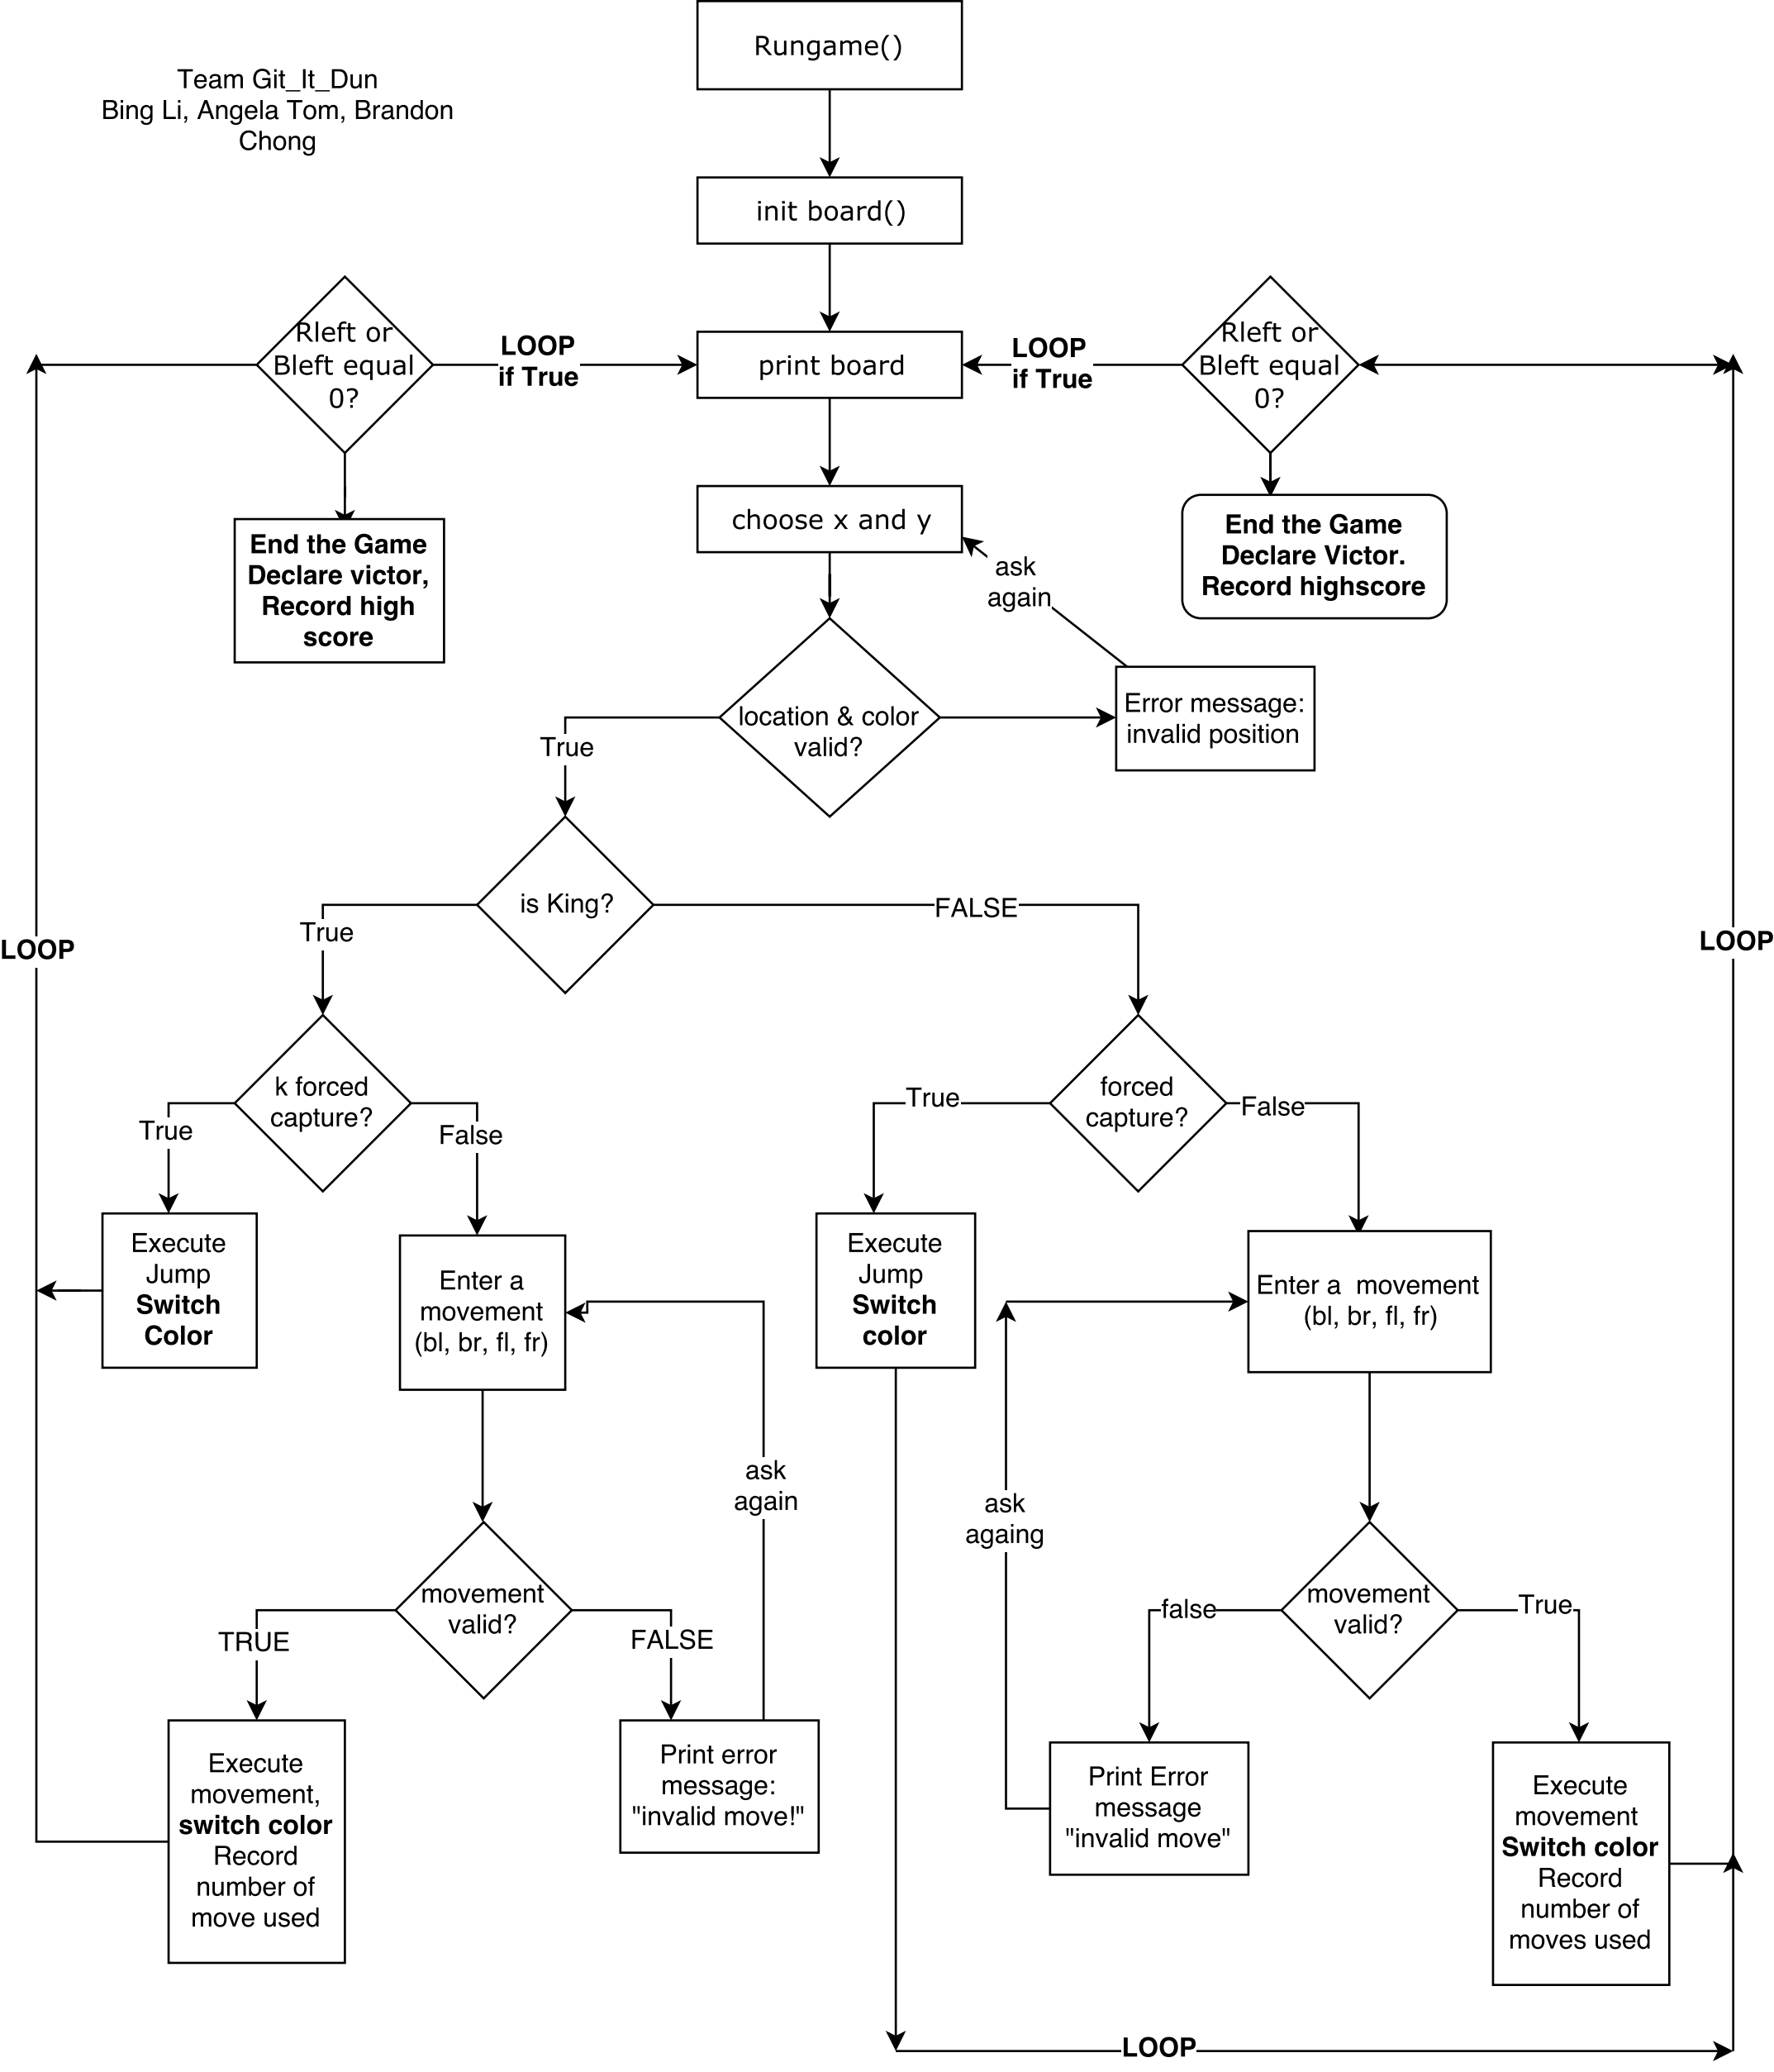 Rungame()
Team Git_It_Dun
Bing Li, Angela Tom, Brandon
Chong
init board()
Rleft or
Bleft equal
0?
LOOP
if True
print board
LOOP
if True
Rleft or
Bleft equal
0?
End the Game
Declare victor,
Record high
score
choose x and y
ask
again
End the Game
Declare Victor.
Record highscore
location & color
valid?
Error message:
invalid position
True
is King?
True
FALSE
LOOP
LOOP
k forced
capture?
True
False
forced
capture?
True
False
Execute
Jump
Switch
Color
Enter a
movement
(bl, br, fl, fr)
Execute
Jump
Switch
color
Enter a  movement
(bl, br, fl, fr)
ask
again
ask
againg
movement
valid?
TRUE
FALSE
movement
valid?
false
True
Execute
movement,
switch color
Record
number of
move used
Print error
message:
"invalid move!"
Print Error
message
"invalid move"
Execute
movement
Switch color
Record
number of
moves used
LOOP